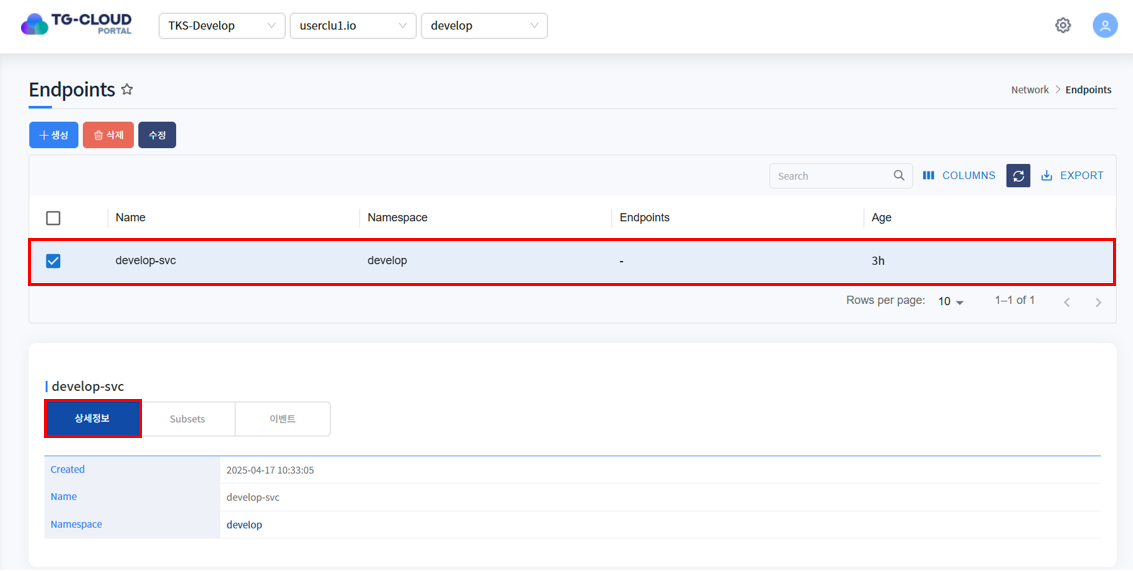 TG-CLOUD
PORTAL
TKS-Develop userclu1.io develop
Endpoints
Network > Endpoints
+ 생성 삭제 수정
Search COLUMNS EXPORT
Name Namespace Endpoints Age
develop-svc develop - 3h
Rows per page: 10 1–1 of 1
develop-svc
상세정보 Subsets 이벤트
Created 2025-04-17 10:33:05
Name develop-svc
Namespace develop